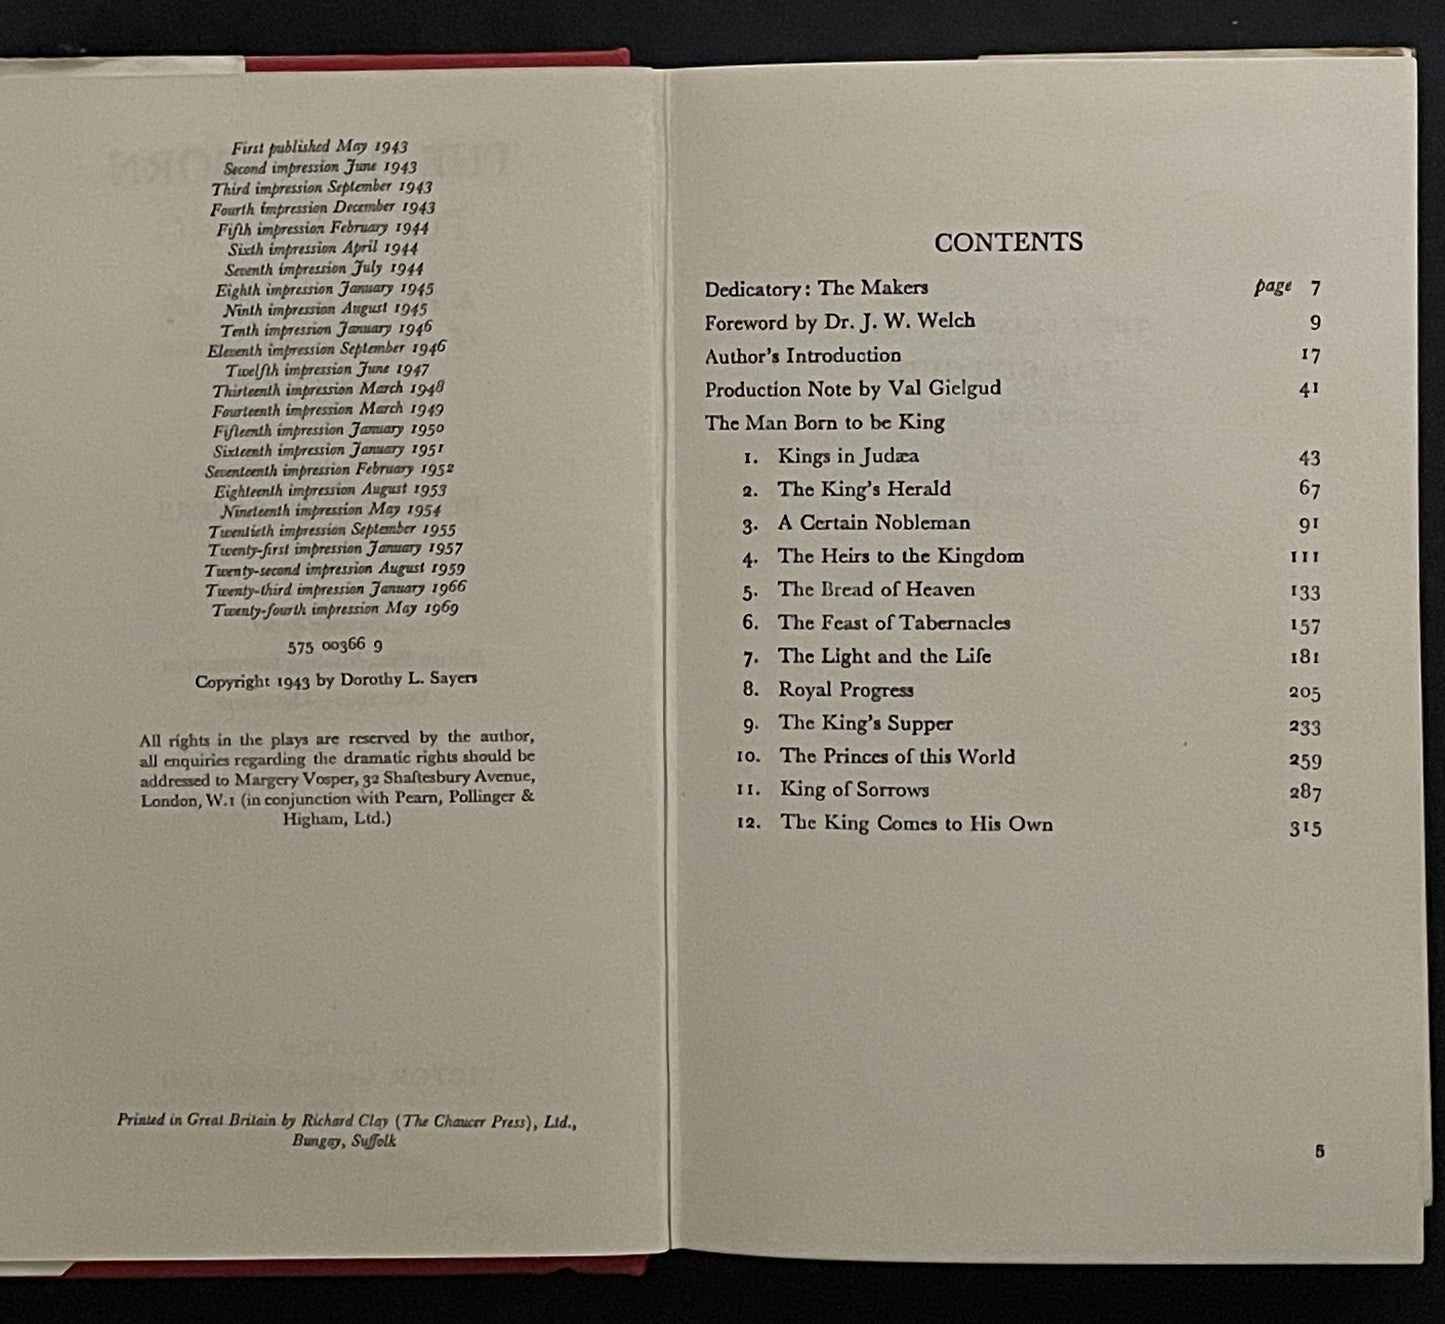 First published May 1943
Second impression June 1943
Third impression September 1943
Fourth impression December 1943
Fifth impression February 1944
Sixth impression April 1944
Seventh impression July 1944
Eighth impression January 1945
Ninth impression August 1945
Tenth impression January 1946
Eleventh impression September 1946
Twelfth impression June 1947
Thirteenth impression March 1948
Fourteenth impression March 1949
Fifteenth impression January 1950
Sixteenth impression January 1951
Seventeenth impression February 1952
Eighteenth impression August 1953
Nineteenth impression May 1954
Twentieth impression September 1955
Twenty-first impression January 1957
Twenty-second impression August 1959
Twenty-third impression January 1966
Twenty-fourth impression May 1969
575 00366 9
Copyright 1943 by Dorothy L. Sayers
All rights in the plays are reserved by the author,
all enquiries regarding the dramatic rights should be
addressed to Margery Vosper, 32 Shaftesbury Avenue,
London, W.1 (in conjunction with Pearn, Pollinger &
Higham, Ltd.)
Printed in Great Britain by Richard Clay (The Chaucer Press), Ltd.,
Bungay, Suffolk
CONTENTS
Dedicatory: The Makers page 7
Foreword by Dr. J. W. Welch 9
Author's Introduction 17
Production Note by Val Gielgud 41
The Man Born to be King
1. Kings in Judæa 43
2. The King's Herald 67
3. A Certain Nobleman 91
4. The Heirs to the Kingdom 111
5. The Bread of Heaven 133
6. The Feast of Tabernacles 157
7. The Light and the Life 181
8. Royal Progress 205
9. The King's Supper 233
10. The Princes of this World 259
11. King of Sorrows 287
12. The King Comes to His Own 315
5